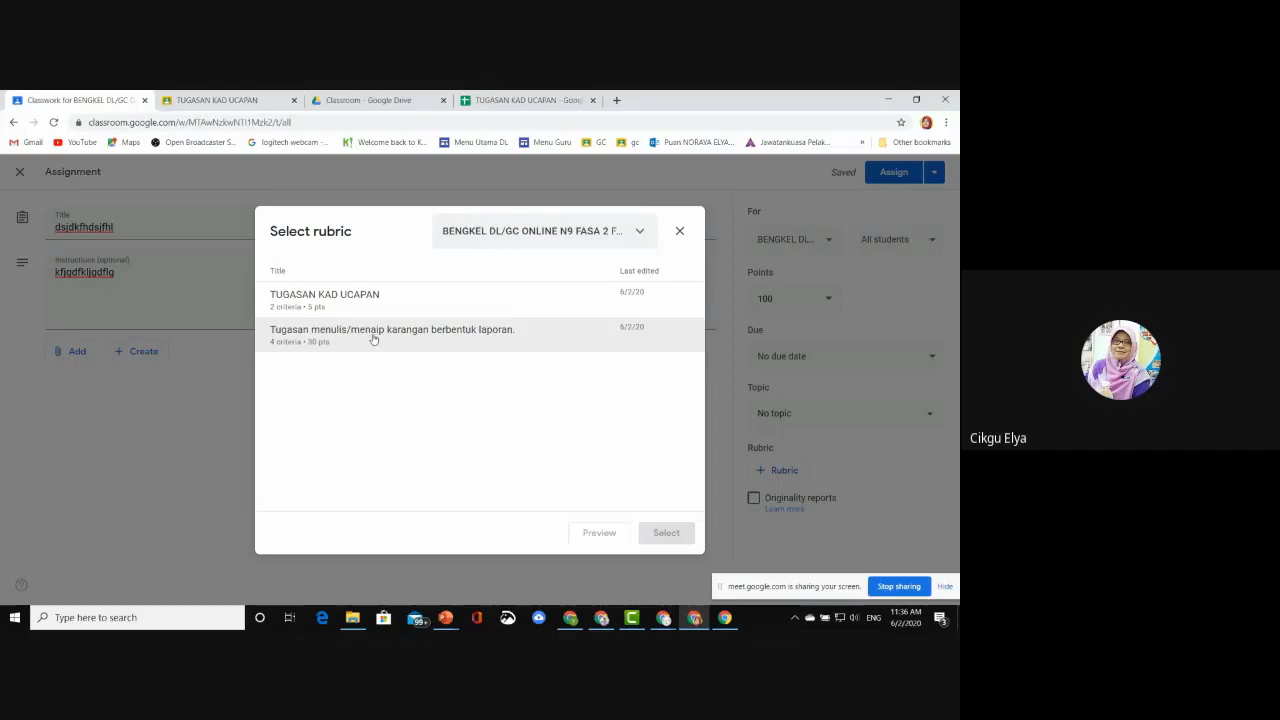 Classwork for BENGKEL DL/GC O
TUGASAN KAD UCAPAN
Classroom - Google Drive
TUGASAN KAD UCAPAN - Googl
classroom.google.com/w/MTAwNzkwNTI1Mzk2/t/all
Gmail
YouTube
Maps
Open Broadcaster S...
logitech webcam -...
Welcome back to K...
Menu Utama DL
Menu Guru
GC
gc
Puan NORAYA ELYA...
Jawatankuasa Pelak...
»
Other bookmarks
Assignment
Saved
Assign
Title
dsjdkfhdsjfhl
Instructions (optional)
kfjgdfkljgdflg
Add
+ Create
Select rubric
BENGKEL DL/GC ONLINE N9 FASA 2 F...
Title
Last edited
TUGASAN KAD UCAPAN
6/2/20
2 criteria • 5 pts
Tugasan menulis/menaip karangan berbentuk laporan.
6/2/20
4 criteria • 30 pts
Preview
Select
For
BENGKEL DL...
All students
Points
100
Due
No due date
Topic
No topic
Rubric
+ Rubric
Originality reports
Learn more
meet.google.com is sharing your screen.
Stop sharing
Hide
Type here to search
99+
ENG
11:36 AM
6/2/2020
3
Cikgu Elya